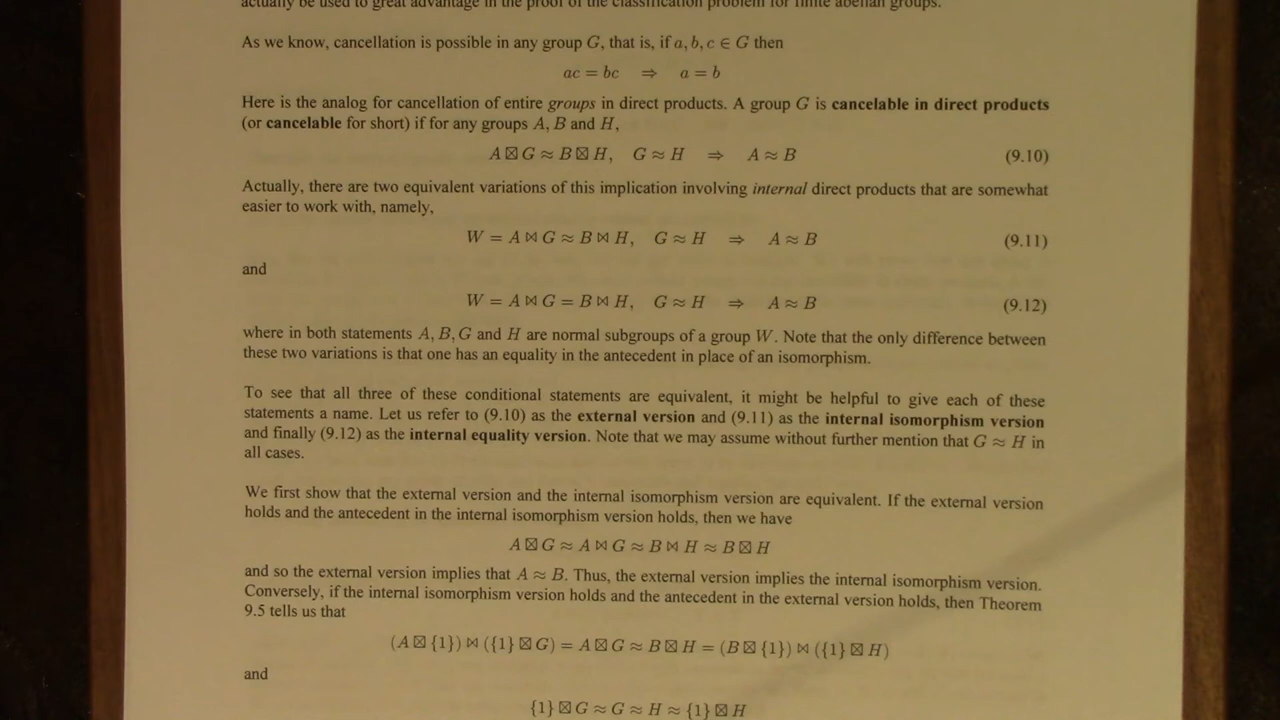 actually be used to great advantage in the proof of the classification problem for finite abelian groups.
As we know, cancellation is possible in any group G, that is, if a, b, c ∈ G then
ac = bc ⇒ a = b
Here is the analog for cancellation of entire groups in direct products. A group G is cancelable in direct products
(or cancelable for short) if for any groups A, B and H,
A ⊠ G ≈ B ⊠ H, G ≈ H ⇒ A ≈ B (9.10)
Actually, there are two equivalent variations of this implication involving internal direct products that are somewhat
easier to work with, namely,
W = A ⋈ G ≈ B ⋈ H, G ≈ H ⇒ A ≈ B (9.11)
and
W = A ⋈ G = B ⋈ H, G ≈ H ⇒ A ≈ B (9.12)
where in both statements A, B, G and H are normal subgroups of a group W. Note that the only difference between
these two variations is that one has an equality in the antecedent in place of an isomorphism.
To see that all three of these conditional statements are equivalent, it might be helpful to give each of these
statements a name. Let us refer to (9.10) as the external version and (9.11) as the internal isomorphism version
and finally (9.12) as the internal equality version. Note that we may assume without further mention that G ≈ H in
all cases.
We first show that the external version and the internal isomorphism version are equivalent. If the external version
holds and the antecedent in the internal isomorphism version holds, then we have
A ⊠ G ≈ A ⋈ G ≈ B ⋈ H ≈ B ⊠ H
and so the external version implies that A ≈ B. Thus, the external version implies the internal isomorphism version.
Conversely, if the internal isomorphism version holds and the antecedent in the external version holds, then Theorem
9.5 tells us that
(A ⊠ {1}) ⋈ ({1} ⊠ G) = A ⊠ G ≈ B ⊠ H = (B ⊠ {1}) ⋈ ({1} ⊠ H)
and
{1} ⊠ G ≈ G ≈ H ≈ {1} ⊠ H